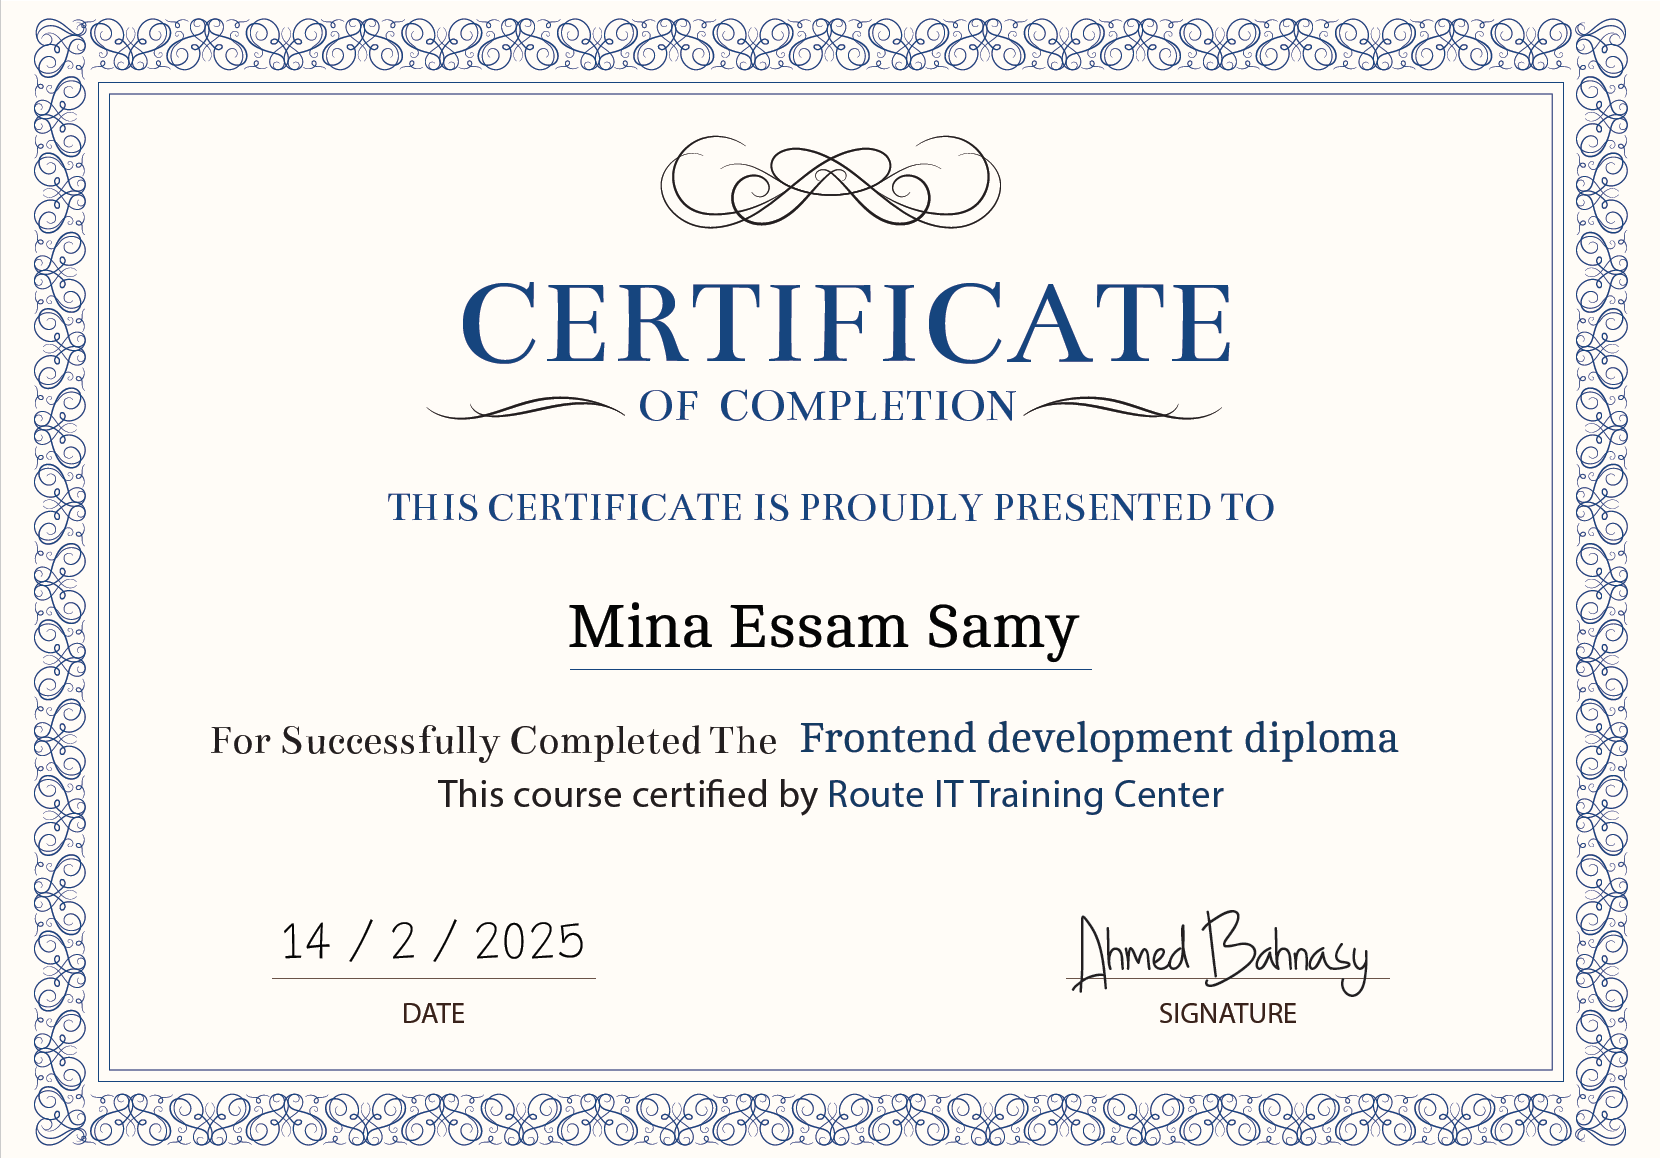 CERTIFICATE
OF COMPLETION
THIS CERTIFICATE IS PROUDLY PRESENTED TO
Mina Essam Samy
For Successfully Completed The Frontend development diploma
This course certified by Route IT Training Center
14 / 2 / 2025
DATE
Ahmed Bahnasy
SIGNATURE